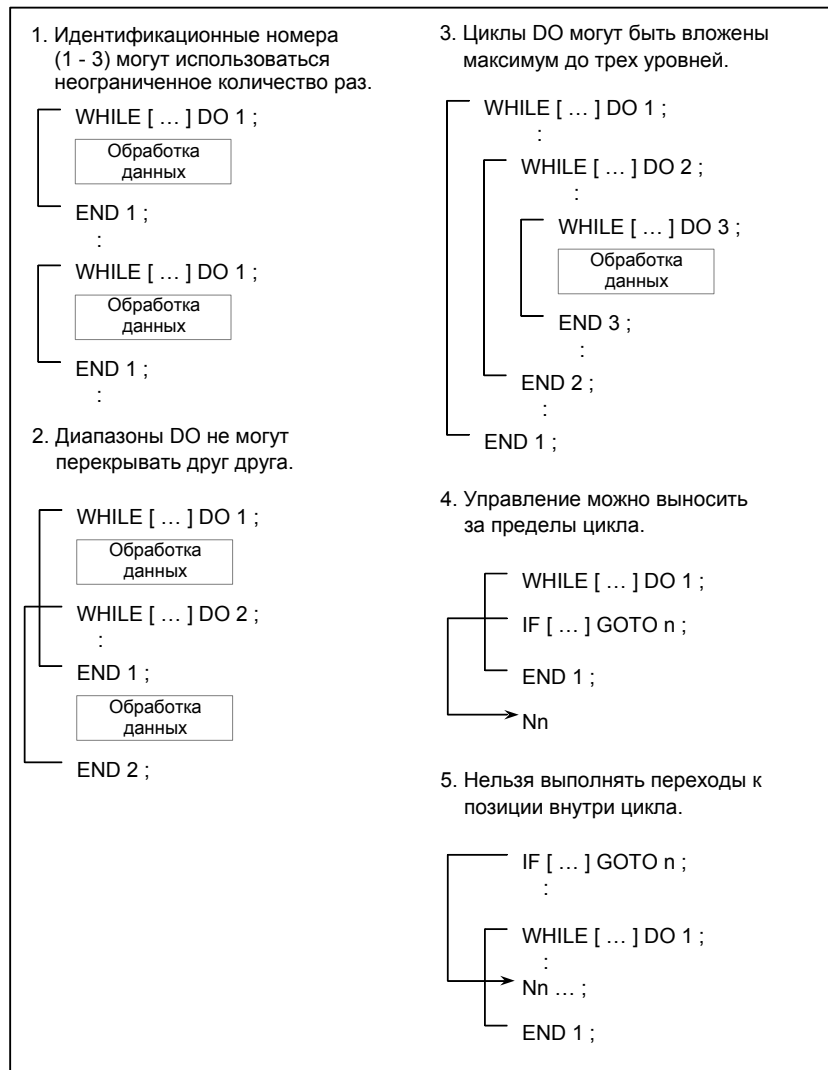 1. Идентификационные номера
(1 - 3) могут использоваться
неограниченное количество раз.
WHILE [ … ] DO 1 ;
Обработка
данных
END 1 ;
:
WHILE [ … ] DO 1 ;
Обработка
данных
END 1 ;
:
2. Диапазоны DO не могут
перекрывать друг друга.
WHILE [ … ] DO 1 ;
Обработка
данных
WHILE [ … ] DO 2 ;
:
END 1 ;
Обработка
данных
END 2 ;
3. Циклы DO могут быть вложены
максимум до трех уровней.
WHILE [ … ] DO 1 ;
:
WHILE [ … ] DO 2 ;
:
WHILE [ … ] DO 3 ;
Обработка
данных
END 3 ;
:
END 2 ;
:
END 1 ;
4. Управление можно выносить
за пределы цикла.
WHILE [ … ] DO 1 ;
IF [ … ] GOTO n ;
END 1 ;
Nn
5. Нельзя выполнять переходы к
позиции внутри цикла.
IF [ … ] GOTO n ;
:
WHILE [ … ] DO 1 ;
:
Nn … ;
END 1 ;